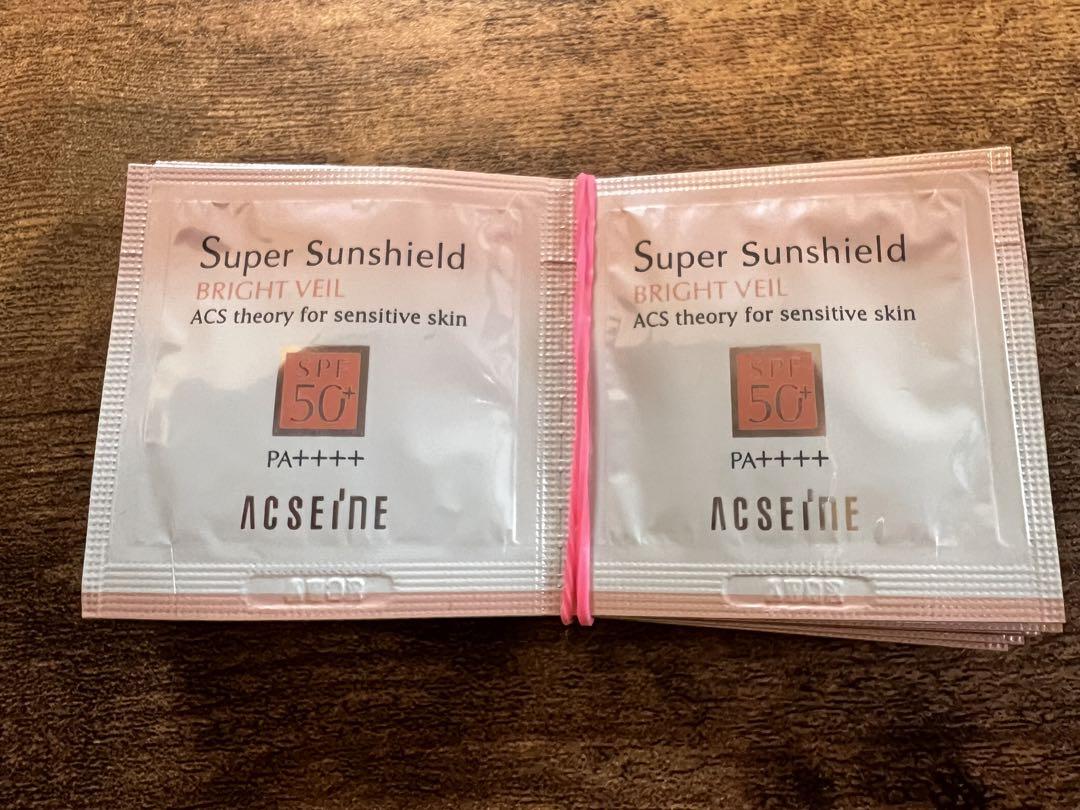 Super Sunshield
BRIGHT VEIL
ACS theory for sensitive skin
SPF
50+
PA++++
ACSEINE
Super Sunshield
BRIGHT VEIL
ACS theory for sensitive skin
SPF
50+
PA++++
ACSEINE